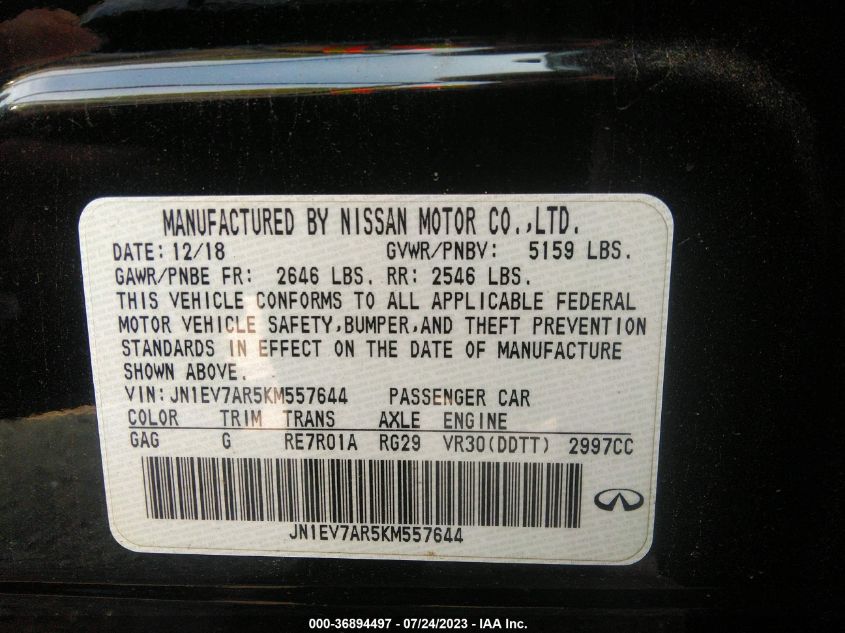 MANUFACTURED BY NISSAN MOTOR CO.,LTD.
DATE: 12/18 GVWR/PNBV: 5159 LBS.
GAWR/PNBE FR: 2646 LBS. RR: 2546 LBS.
THIS VEHICLE CONFORMS TO ALL APPLICABLE FEDERAL
MOTOR VEHICLE SAFETY,BUMPER,AND THEFT PREVENTION
STANDARDS IN EFFECT ON THE DATE OF MANUFACTURE
SHOWN ABOVE.
VIN: JN1EV7AR5KM557644 PASSENGER CAR
COLOR TRIM TRANS AXLE ENGINE
GAG G RE7R01A RG29 VR30(DDTT) 2997CC
JN1EV7AR5KM557644
000-36894497 - 07/24/2023 - IAA Inc.